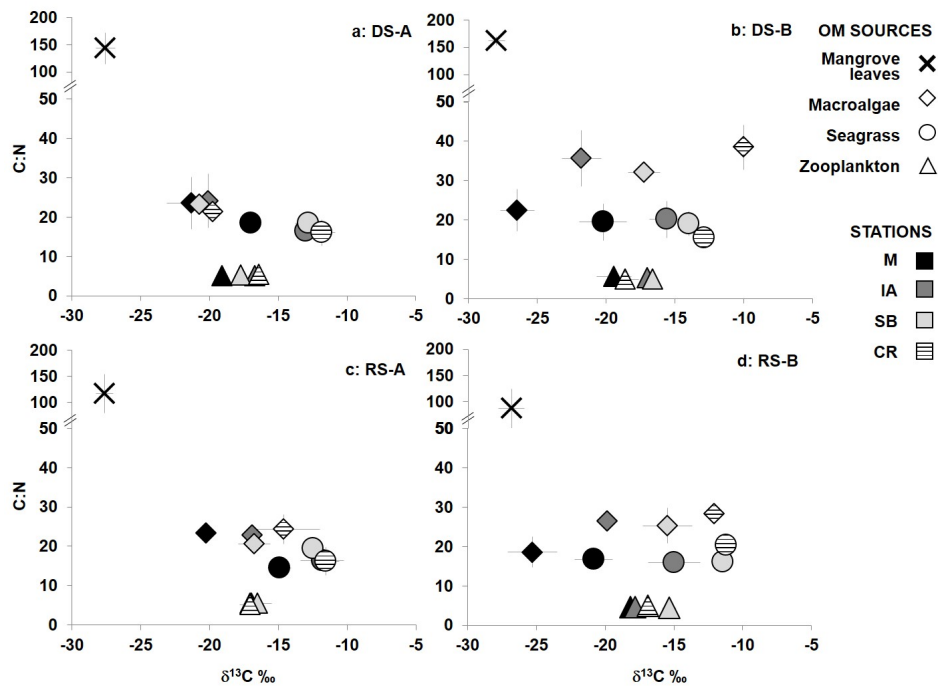 a: DS-A
200
150
100
50
40
30
20
10
0
C:N
-30 -25 -20 -15 -10 -5
b: DS-B
200
150
100
50
40
30
20
10
0
-30 -25 -20 -15 -10 -5
OM SOURCES
Mangrove
leaves
Macroalgae
Seagrass
Zooplankton
STATIONS
M
IA
SB
CR
c: RS-A
200
150
100
50
40
30
20
10
0
C:N
-30 -25 -20 -15 -10 -5
δ¹³C ‰
d: RS-B
200
150
100
50
40
30
20
10
0
-30 -25 -20 -15 -10 -5
δ¹³C ‰